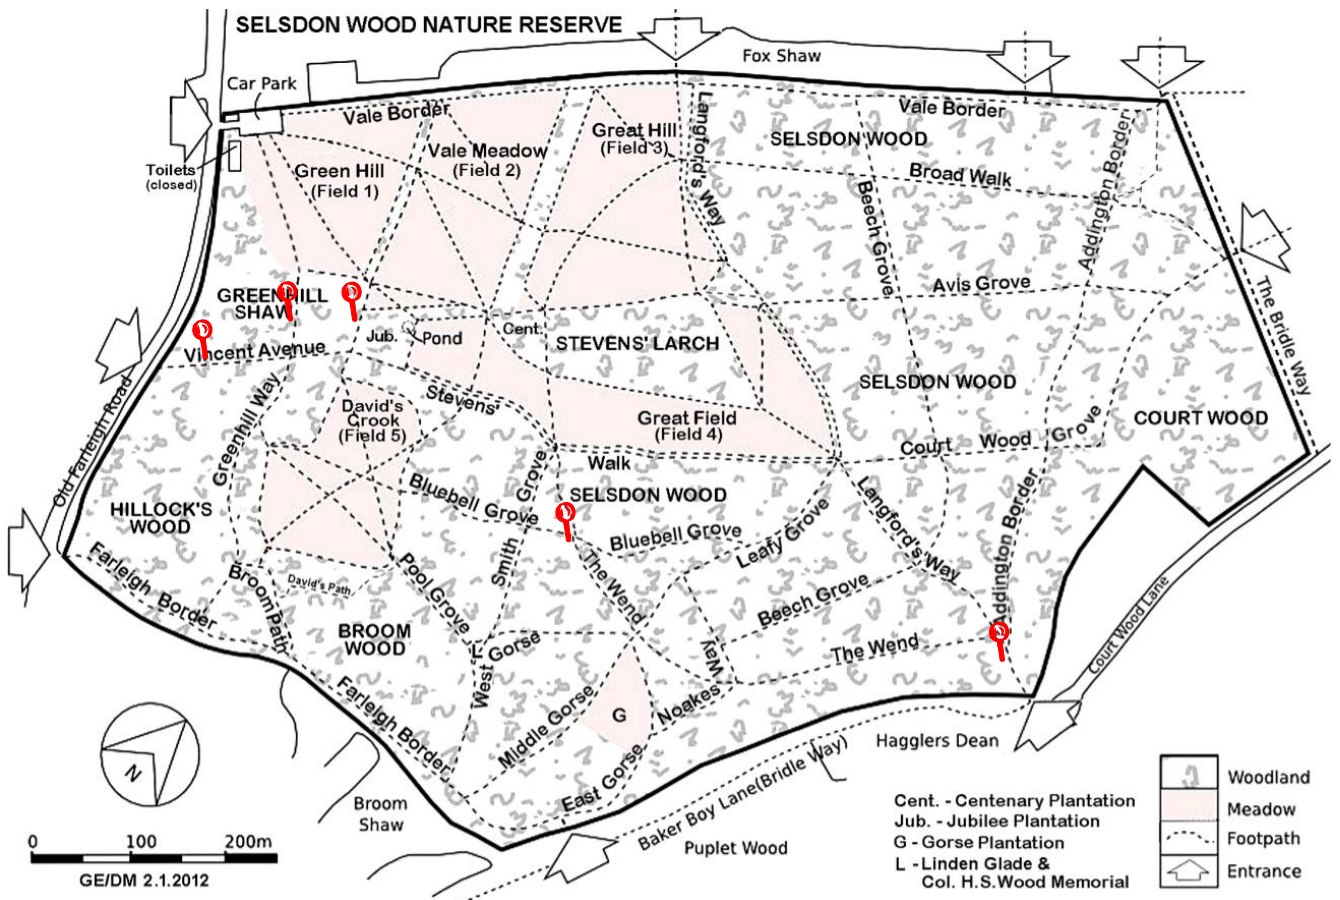 SELSDON WOOD NATURE RESERVE
Fox Shaw
Car Park
Vale Border
Vale Border
Langford's Way
Great Hill
(Field 3)
SELSDON WOOD
Addington Border
Toilets
(closed)
Green Hill
(Field 1)
Vale Meadow
(Field 2)
Broad Walk
Beech Grove
Avis Grove
The Bridle Way
GREENHILL
SHAW
Vincent Avenue
Jub.
Pond
Cent.
STEVENS' LARCH
SELSDON WOOD
COURT WOOD
Old Farleigh Road
Greenhill Way
David's
Crook
(Field 5)
Stevens'
Walk
Great Field
(Field 4)
Court Wood Grove
HILLOCK'S
WOOD
Bluebell Grove
Smith Grove
SELSDON WOOD
Bluebell Grove
Leafy Grove
Langford's Way
Addington Border
Farleigh Border
Broom Path
David's Path
Pool Grove
The Wend
Beech Grove
The Wend
BROOM
WOOD
L
West Gorse
Middle Gorse
G
Noakes Way
East Gorse
Farleigh Border
Court Wood Lane
Hagglers Dean
Baker Boy Lane(Bridle Way)
Puplet Wood
Broom
Shaw
N
0 100 200m
GE/DM 2.1.2012
Cent. - Centenary Plantation
Jub. - Jubilee Plantation
G - Gorse Plantation
L - Linden Glade &
Col. H.S.Wood Memorial
Woodland
Meadow
Footpath
Entrance